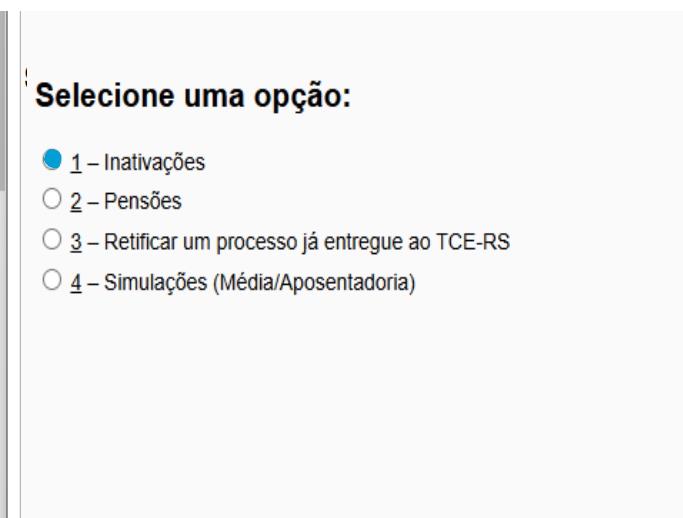 Selecione uma opção:
1 – Inativações
2 – Pensões
3 – Retificar um processo já entregue ao TCE-RS
4 – Simulações (Média/Aposentadoria)